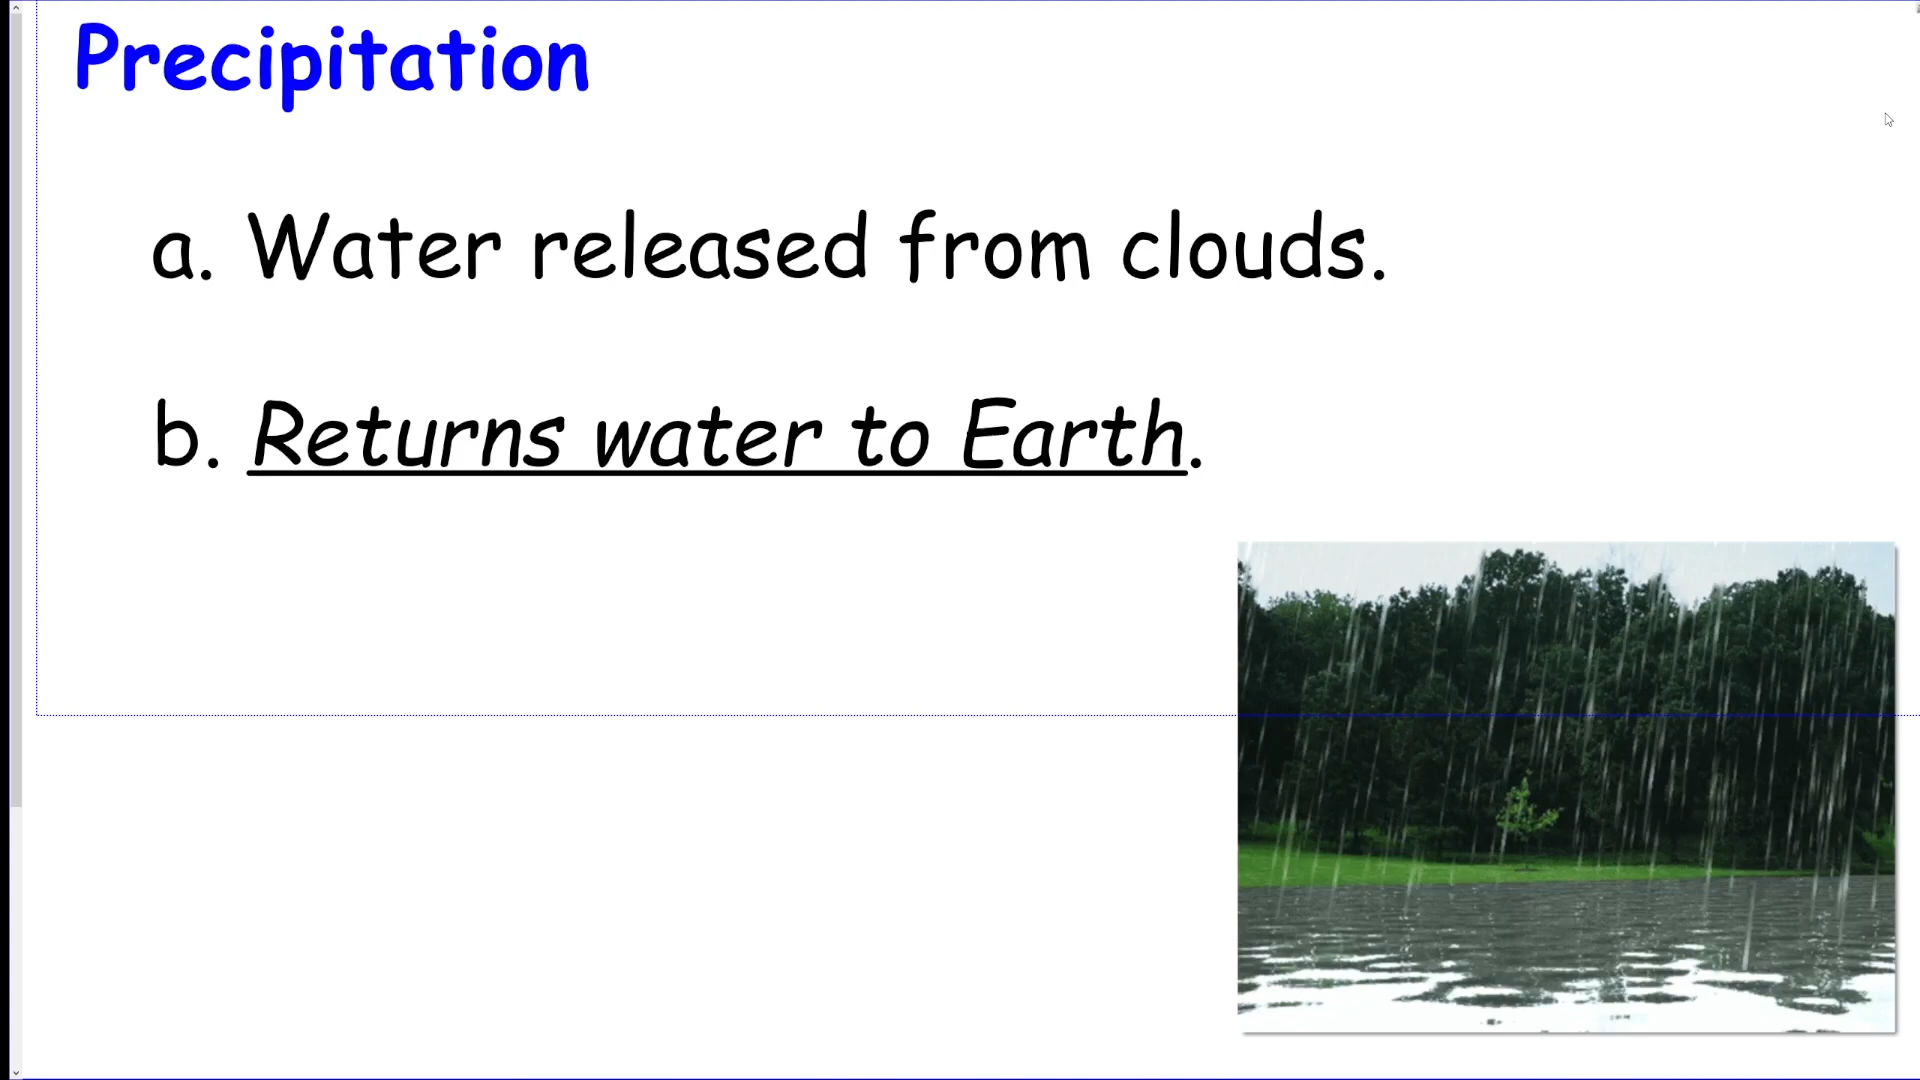 Precipitation
a. Water released from clouds.
b. Returns water to Earth.